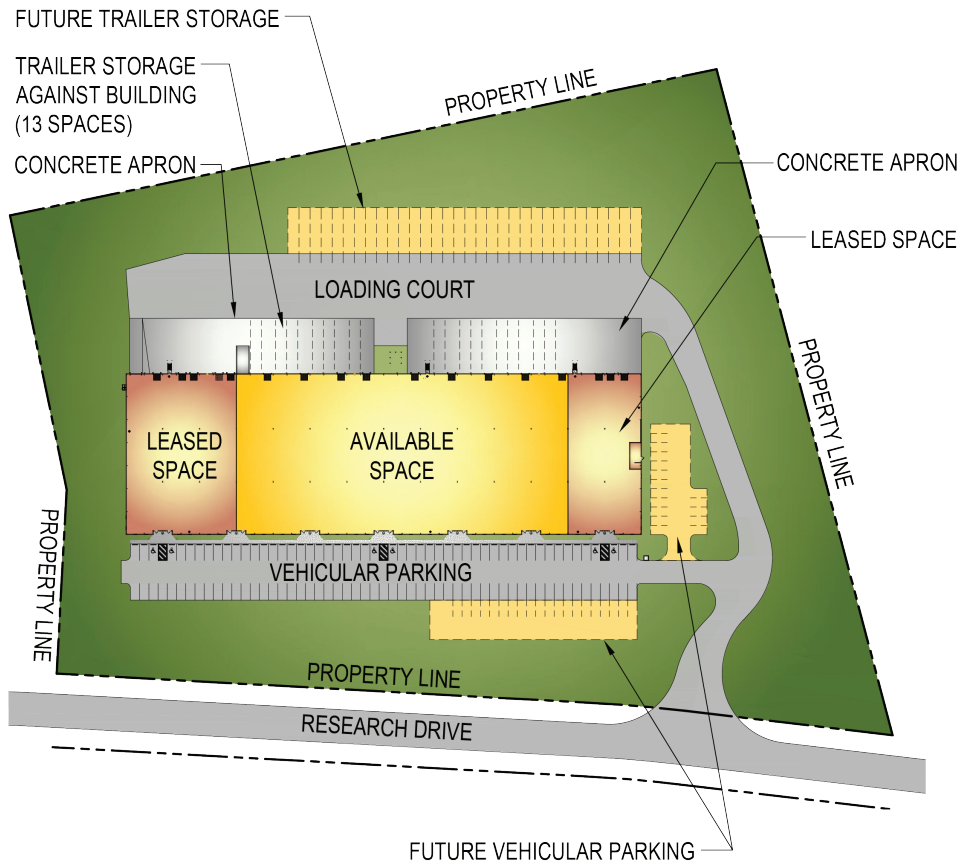 FUTURE TRAILER STORAGE
TRAILER STORAGE
AGAINST BUILDING
(13 SPACES)
CONCRETE APRON
PROPERTY LINE
CONCRETE APRON
LEASED SPACE
LOADING COURT
PROPERTY LINE
LEASED
SPACE
AVAILABLE
SPACE
PROPERTY LINE
VEHICULAR PARKING
PROPERTY LINE
RESEARCH DRIVE
FUTURE VEHICULAR PARKING